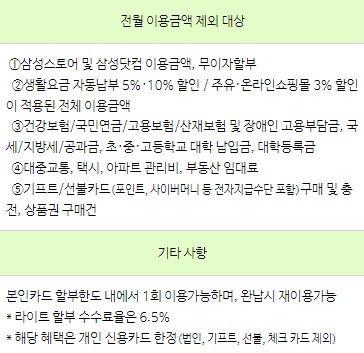 전월 이용금액 제외 대상
①삼성스토어 및 삼성닷컴 이용금액, 무이자할부
②생활요금 자동납부 5%·10% 할인 / 주유·온라인쇼핑몰 3% 할인
이 적용된 전체 이용금액
③건강보험/국민연금/고용보험/산재보험 및 장애인 고용부담금, 국
세/지방세/공과금, 초·중·고등학교 대학 납입금, 대학등록금
④대중교통, 택시, 아파트 관리비, 부동산 임대료
⑤기프트/선불카드(포인트, 사이버머니 등 전자지급수단 포함)구매 및 충
전, 상품권 구매건
기타 사항
본인카드 할부한도 내에서 1회 이용가능하며, 완납시 재이용가능
* 라이트 할부 수수료율은 6.5%
* 해당 혜택은 개인 신용카드 한정(법인, 기프트, 선불, 체크 카드 제외)